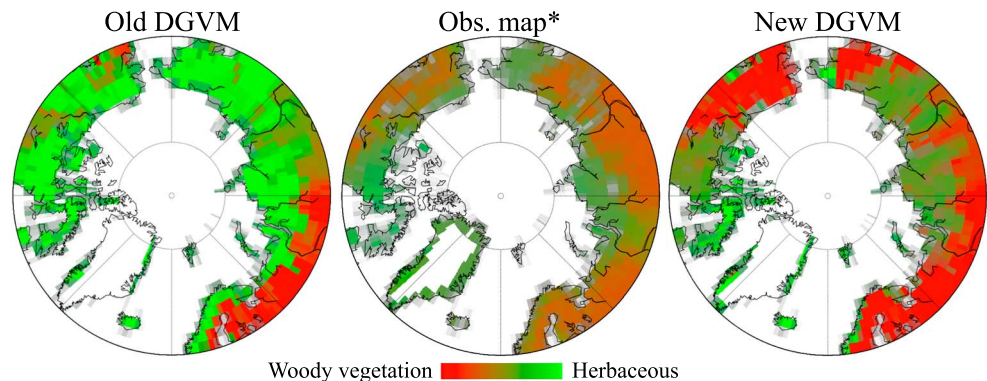 Old DGVM
Obs. map*
New DGVM
Woody vegetation
Herbaceous